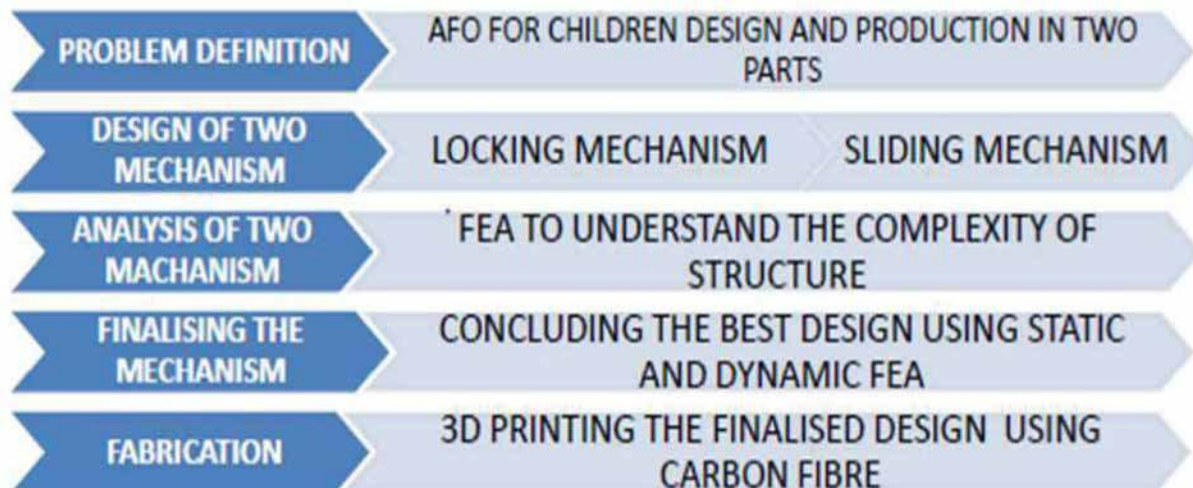 PROBLEM DEFINITION
AFO FOR CHILDREN DESIGN AND PRODUCTION IN TWO
PARTS
DESIGN OF TWO
MECHANISM
LOCKING MECHANISM
SLIDING MECHANISM
ANALYSIS OF TWO
MACHANISM
FEA TO UNDERSTAND THE COMPLEXITY OF
STRUCTURE
FINALISING THE
MECHANISM
CONCLUDING THE BEST DESIGN USING STATIC
AND DYNAMIC FEA
FABRICATION
3D PRINTING THE FINALISED DESIGN USING
CARBON FIBRE